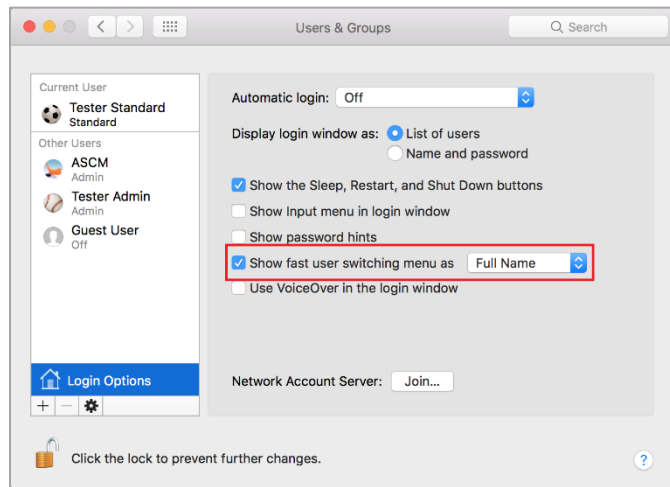 Users & Groups
Search
Current User
Tester Standard
Standard
Other Users
ASCM
Admin
Tester Admin
Admin
Guest User
Off
Login Options
Automatic login: Off
Display login window as: List of users
Name and password
Show the Sleep, Restart, and Shut Down buttons
Show Input menu in login window
Show password hints
Show fast user switching menu as Full Name
Use VoiceOver in the login window
Network Account Server: Join...
Click the lock to prevent further changes.
?